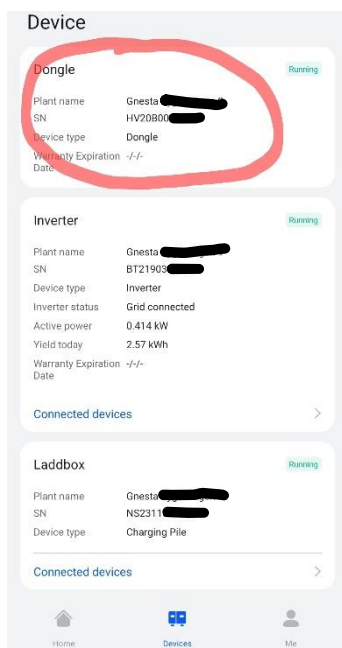 Device
Dongle Running
Plant name Gnesta
SN HV20B00
Device type Dongle
Warranty Expiration -/-/-
Date
Inverter Running
Plant name Gnesta
SN BT21903
Device type Inverter
Inverter status Grid connected
Active power 0.414 kW
Yield today 2.57 kWh
Warranty Expiration -/-/-
Date
Connected devices
Laddbox Running
Plant name Gnesta
SN NS2311
Device type Charging Pile
Connected devices
Home Devices Me